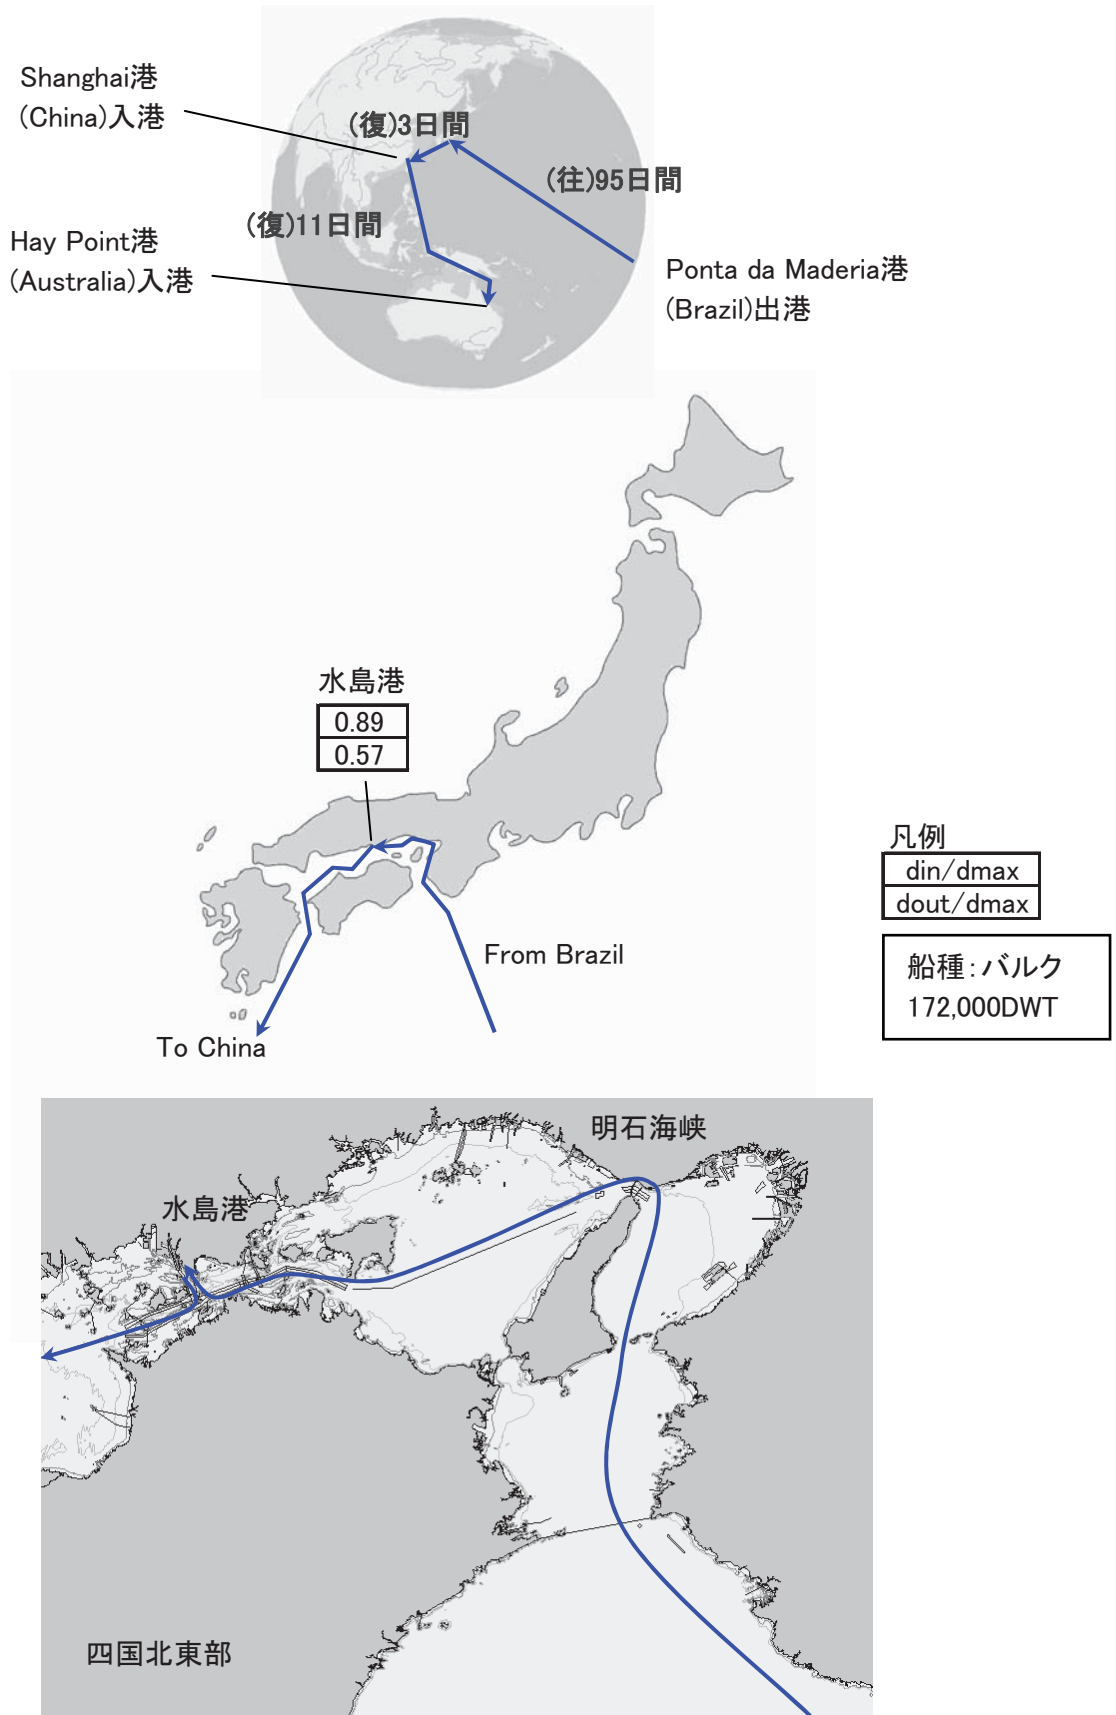 Shanghai港
(China)入港
(復)3日間
(往)95日間
(復)11日間
Hay Point港
(Australia)入港
Ponta da Maderia港
(Brazil)出港
水島港
0.89
0.57
凡例
din/dmax
dout/dmax
From Brazil
船種：バルク
172,000DWT
To China
明石海峡
水島港
四国北東部